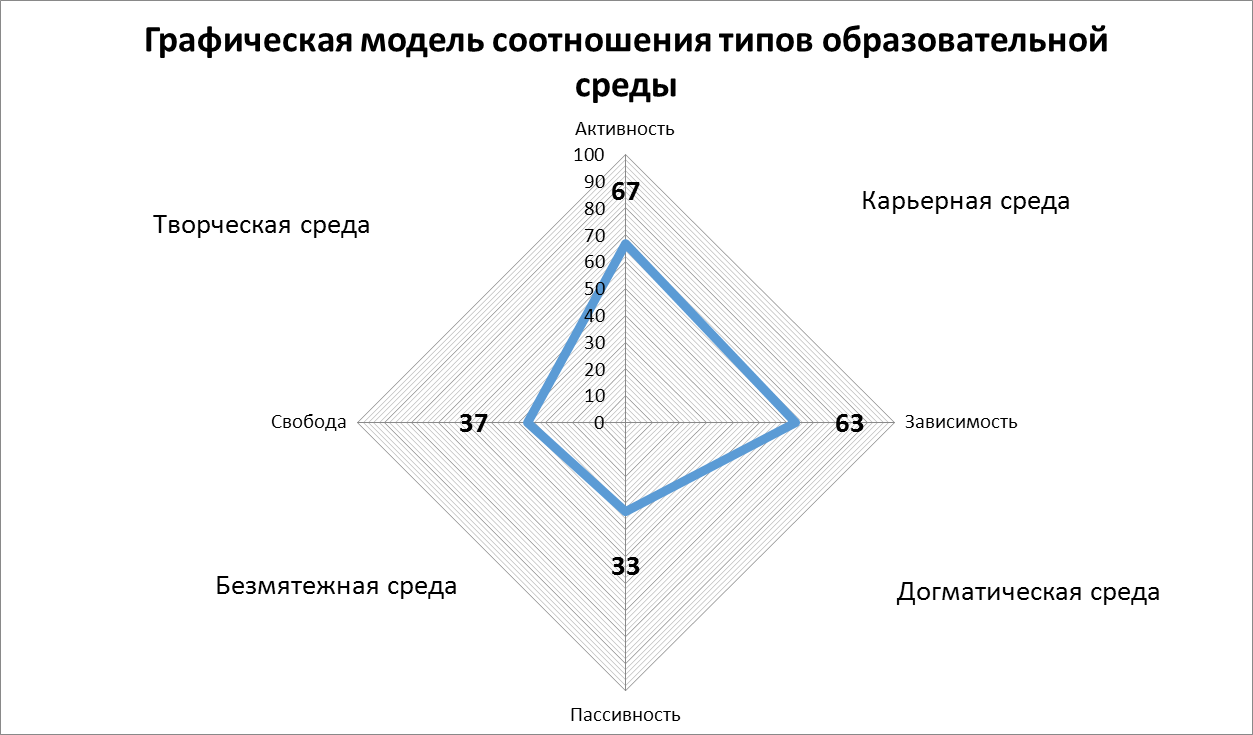 Графическая модель соотношения типов образовательной
среды
Активность
100
90
67
80
70
60
50
40
30
20
10
0
Карьерная среда
Творческая среда
Свобода
37
63
Зависимость
33
Безмятежная среда
Догматическая среда
Пассивность